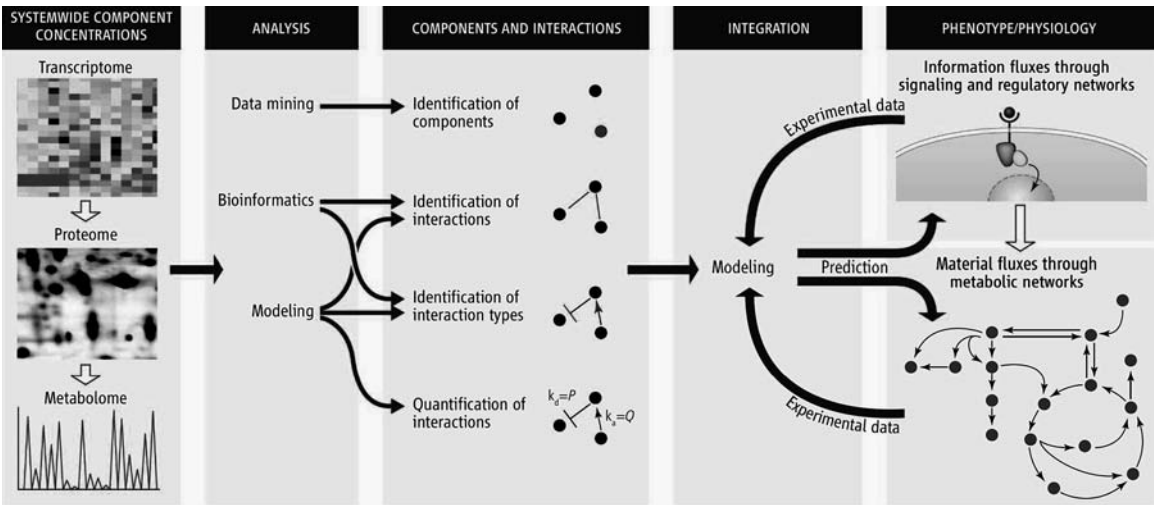 SYSTEMWIDE COMPONENT
CONCENTRATIONS
Transcriptome
Proteome
Metabolome
ANALYSIS
Data mining
Bioinformatics
Modeling
COMPONENTS AND INTERACTIONS
Identification of
components
Identification of
interactions
Identification of
interaction types
Quantification of
interactions
kd=P
ka=Q
INTEGRATION
Experimental data
Modeling
Prediction
Experimental data
PHENOTYPE/PHYSIOLOGY
Information fluxes through
signaling and regulatory networks
Material fluxes through
metabolic networks